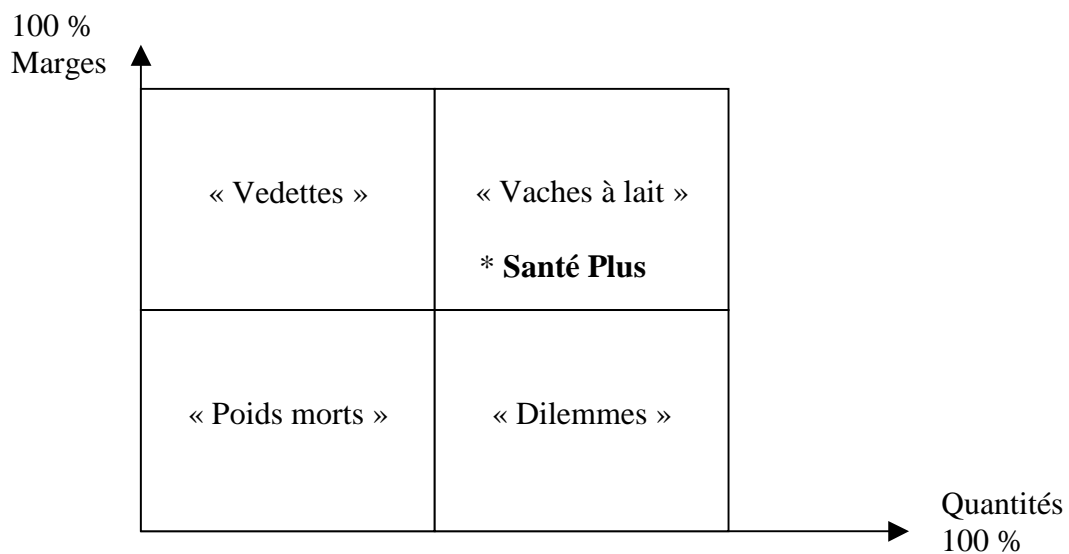 100 %
Marges
« Vedettes »
« Vaches à lait »
* Santé Plus
« Poids morts »
« Dilemmes »
Quantités
100 %